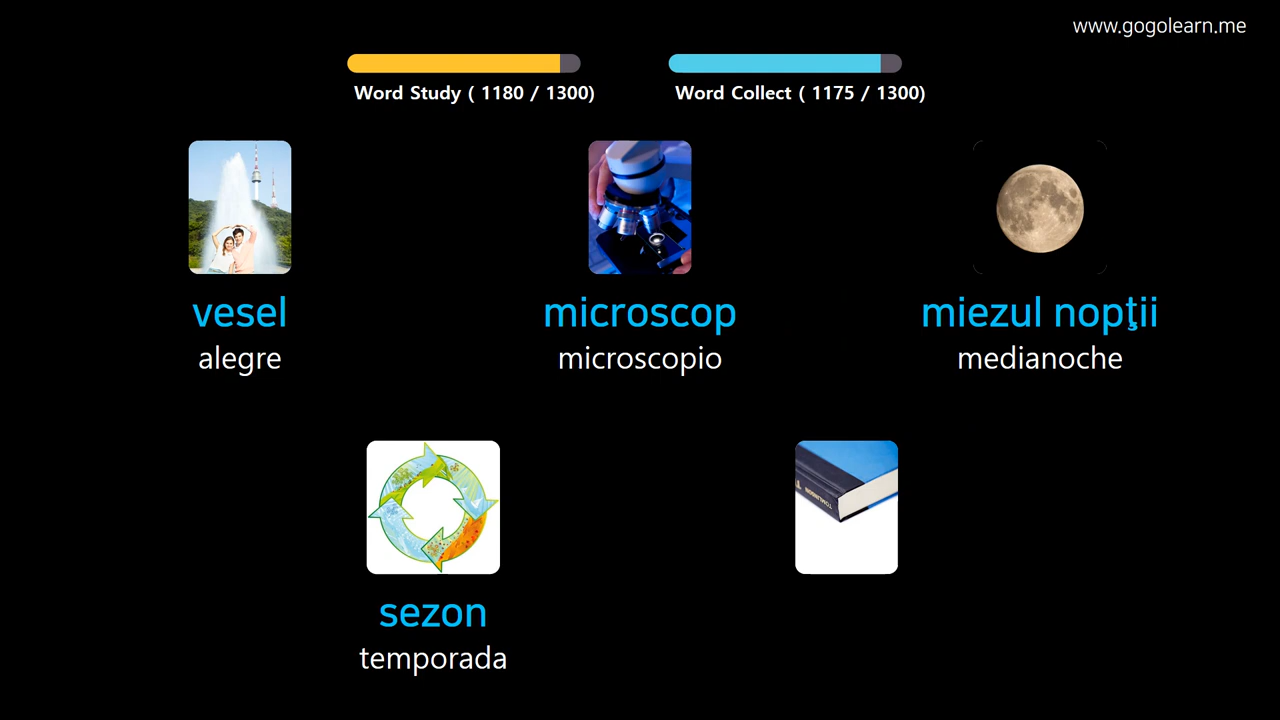 www.gogolearn.me
Word Study ( 1180 / 1300)
Word Collect ( 1175 / 1300)
vesel
alegre
microscop
microscopio
miezul nopţii
medianoche
TOMLINSON
sezon
temporada